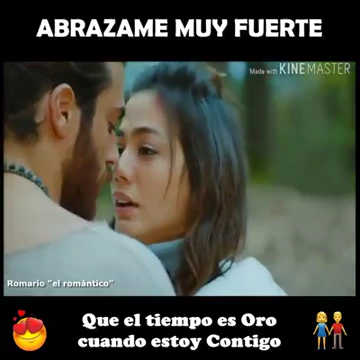 ABRAZAME MUY FUERTE
Made with KINEMASTER
Romario "el romántico"
Que el tiempo es Oro
cuando estoy Contigo